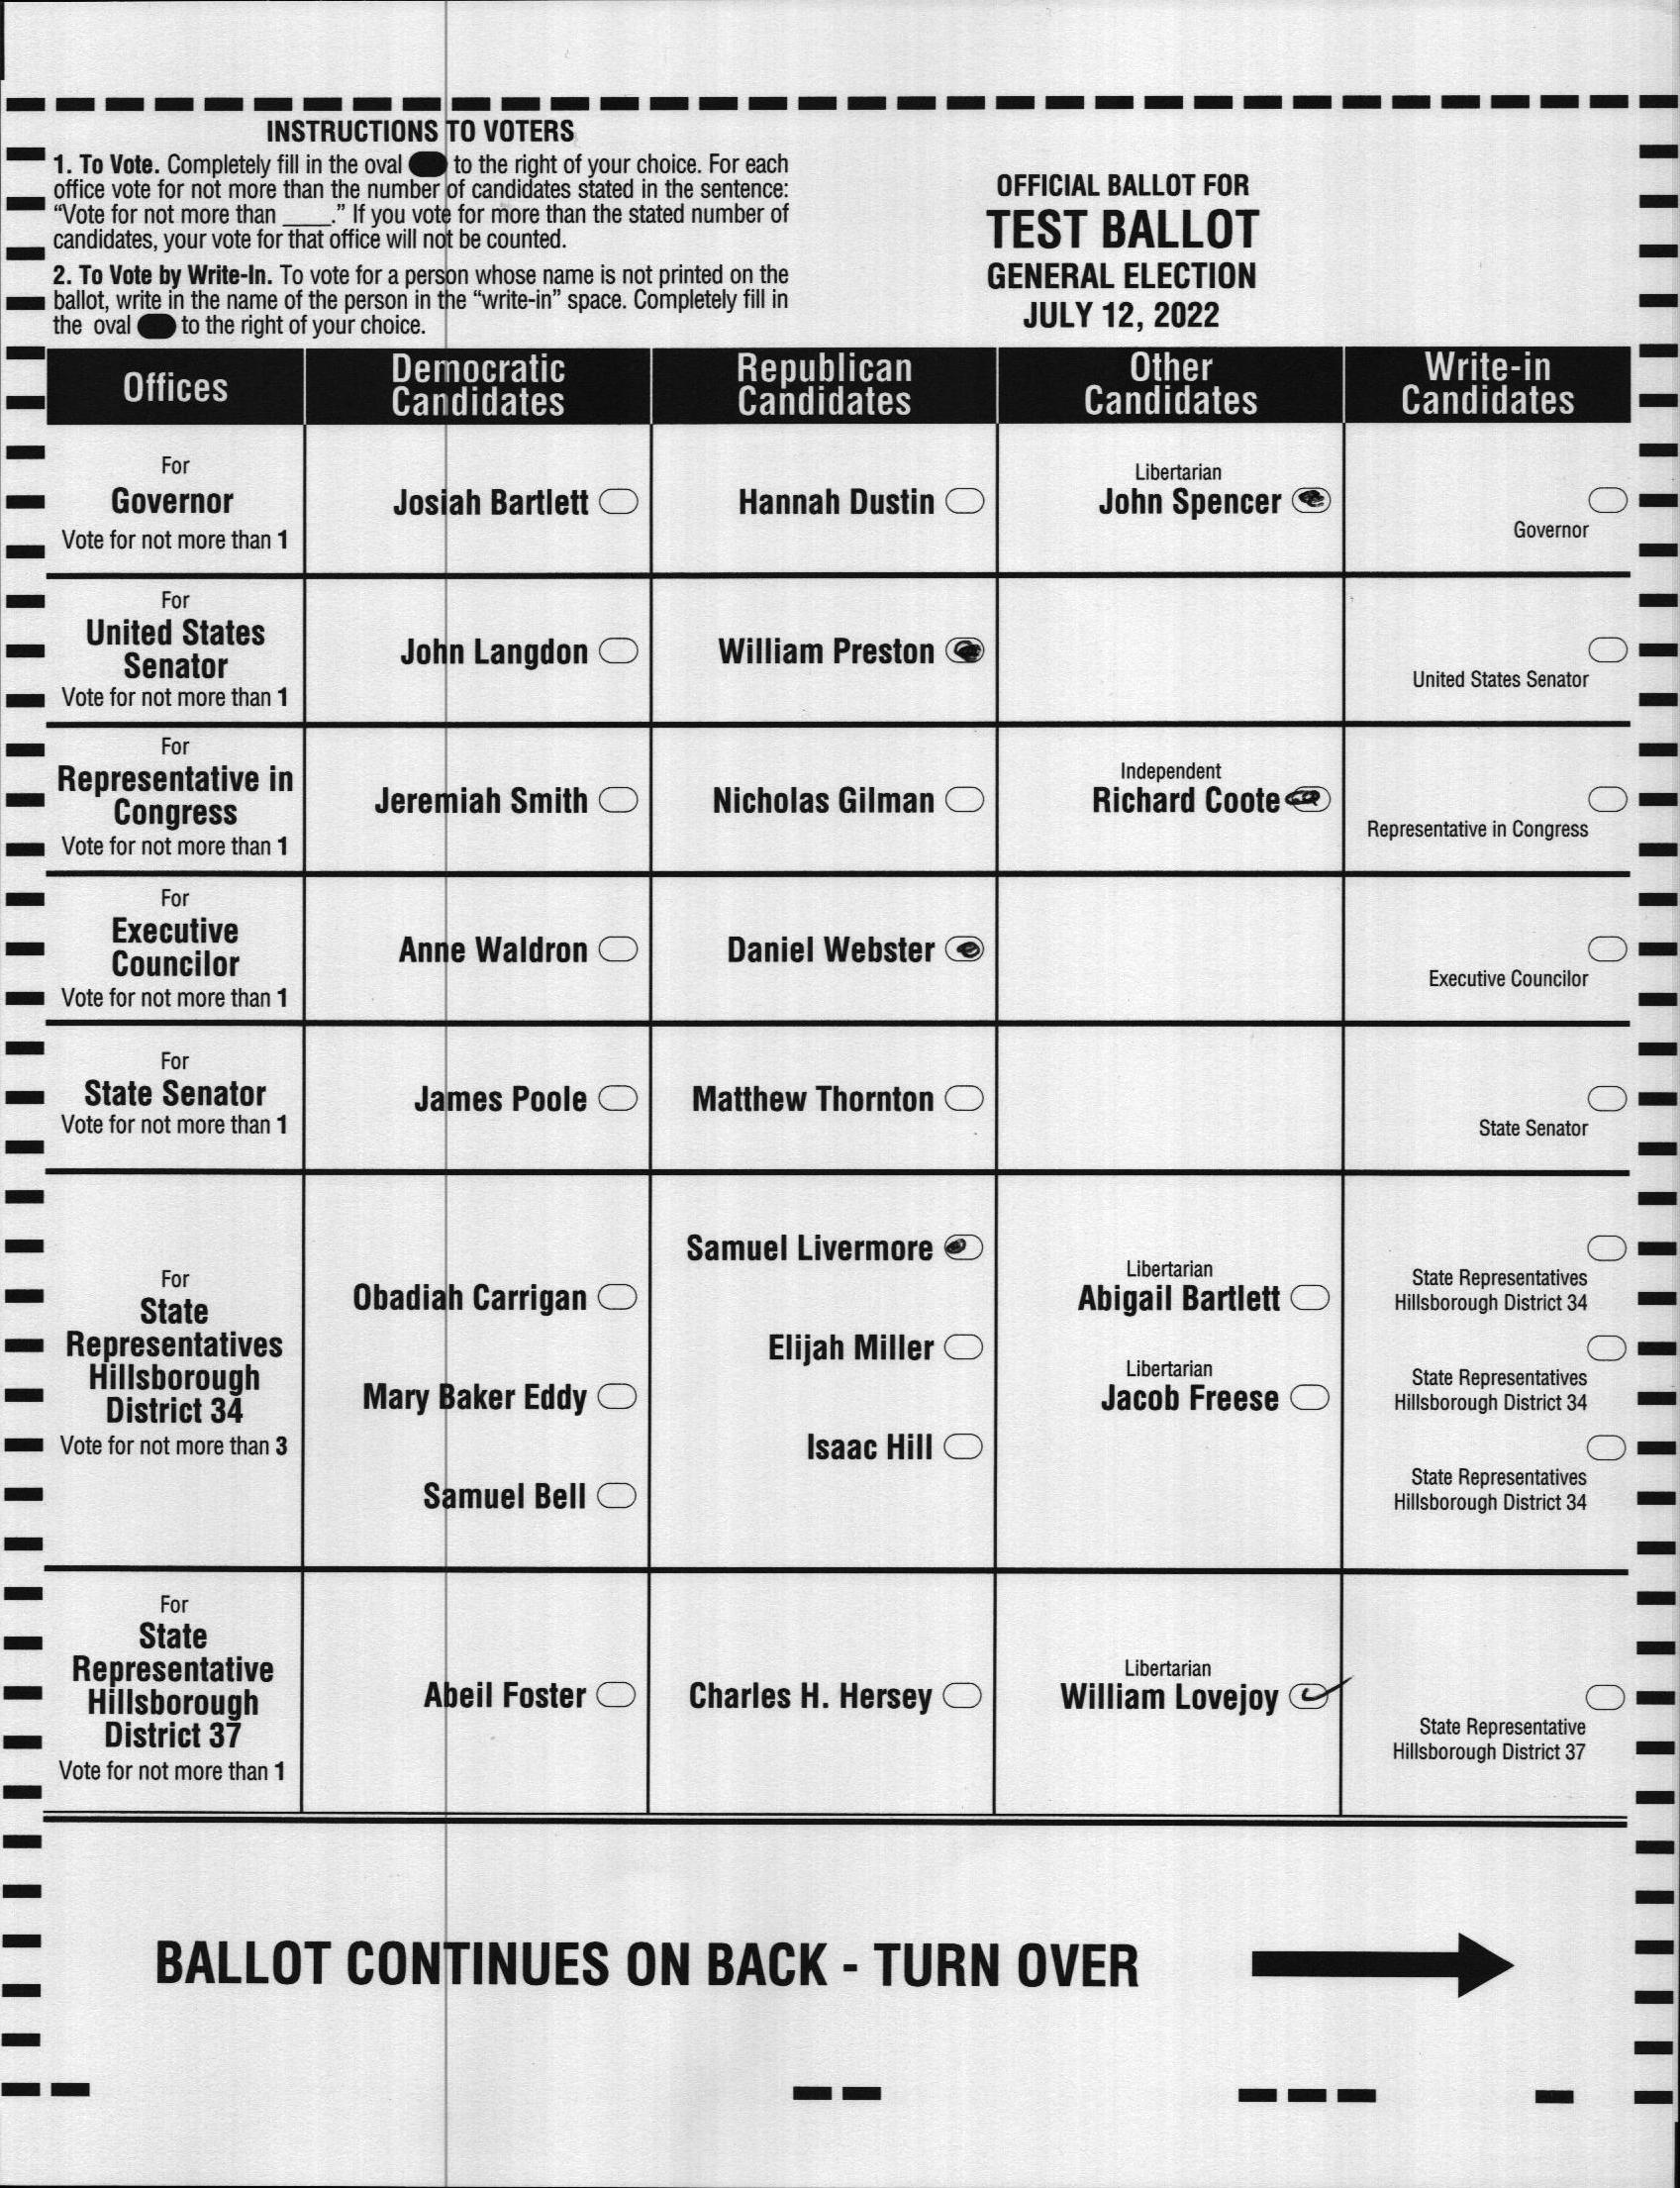 INSTRUCTIONS TO VOTERS
1. To Vote. Completely fill in the oval to the right of your choice. For each
office vote for not more than the number of candidates stated in the sentence:
“Vote for not more than ____.” If you vote for more than the stated number of
candidates, your vote for that office will not be counted.
2. To Vote by Write-In. To vote for a person whose name is not printed on the
ballot, write in the name of the person in the “write-in” space. Completely fill in
the oval to the right of your choice.
OFFICIAL BALLOT FOR
TEST BALLOT
GENERAL ELECTION
JULY 12, 2022
Offices
Democratic
Candidates
Republican
Candidates
Other
Candidates
Write-in
Candidates
For
Governor
Vote for not more than 1
Josiah Bartlett
Hannah Dustin
Libertarian
John Spencer
Governor
For
United States
Senator
Vote for not more than 1
John Langdon
William Preston
United States Senator
For
Representative in
Congress
Vote for not more than 1
Jeremiah Smith
Nicholas Gilman
Independent
Richard Coote
Representative in Congress
For
Executive
Councilor
Vote for not more than 1
Anne Waldron
Daniel Webster
Executive Councilor
For
State Senator
Vote for not more than 1
James Poole
Matthew Thornton
State Senator
For
State
Representatives
Hillsborough
District 34
Vote for not more than 3
Obadiah Carrigan
Mary Baker Eddy
Samuel Bell
Samuel Livermore
Elijah Miller
Isaac Hill
Libertarian
Abigail Bartlett
Libertarian
Jacob Freese
State Representatives
Hillsborough District 34
State Representatives
Hillsborough District 34
State Representatives
Hillsborough District 34
For
State
Representative
Hillsborough
District 37
Vote for not more than 1
Abeil Foster
Charles H. Hersey
Libertarian
William Lovejoy
State Representative
Hillsborough District 37
BALLOT CONTINUES ON BACK - TURN OVER